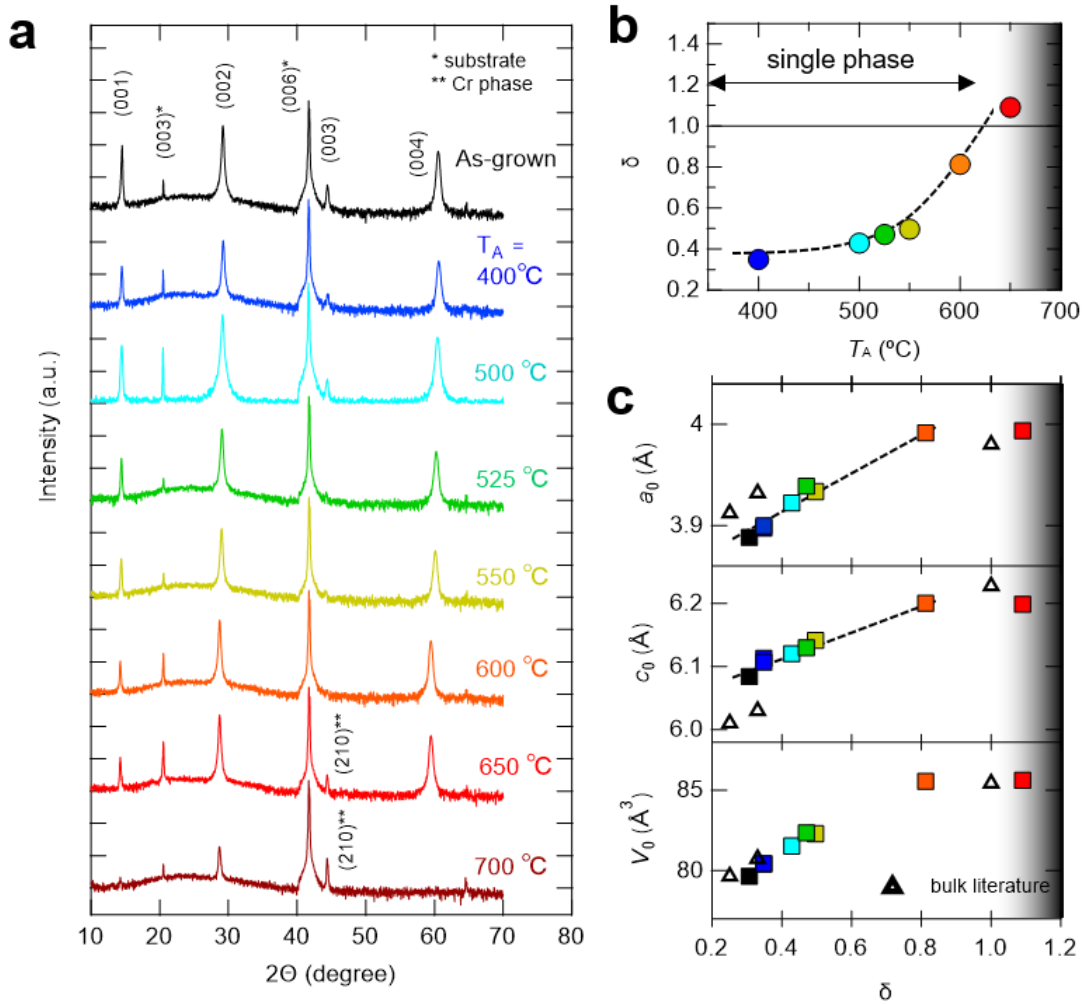 a
* substrate
** Cr phase
(001)
(003)*
(002)
(006)*
(003)
(004)
As-grown
T_A =
400°C
500 °C
525 °C
550 °C
600 °C
650 °C
(210)**
700 °C
(210)**
Intensity (a.u.)
10 20 30 40 50 60 70 80
2Θ (degree)
b
single phase
1.4
1.2
1.0
0.8
0.6
0.4
0.2
δ
400 500 600 700
T_A (ºC)
c
4
3.9
a_0 (Å)
6.2
6.1
6.0
c_0 (Å)
85
80
V_0 (Å^3)
bulk literature
0.2 0.4 0.6 0.8 1.0 1.2
δ